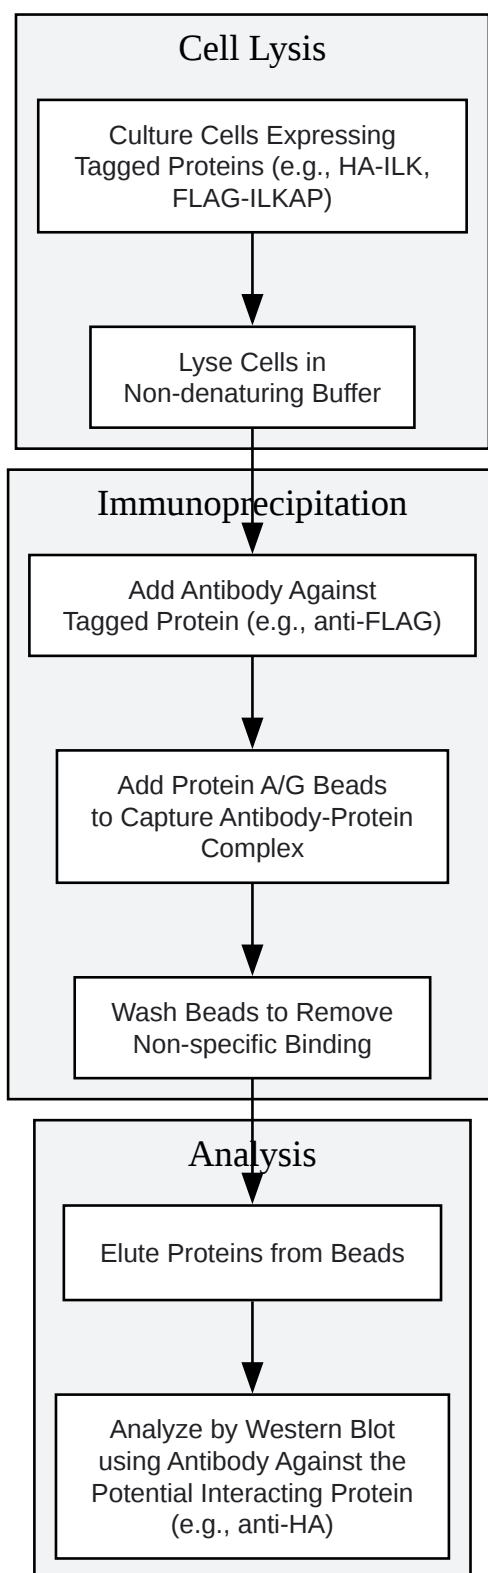 Cell Lysis
Culture Cells Expressing
Tagged Proteins (e.g., HA-ILK,
FLAG-ILKAP)
Lyse Cells in
Non-denaturing Buffer
Immunoprecipitation
Add Antibody Against
Tagged Protein (e.g., anti-FLAG)
Add Protein A/G Beads
to Capture Antibody-Protein
Complex
Wash Beads to Remove
Non-specific Binding
Analysis
Elute Proteins from Beads
Analyze by Western Blot
using Antibody Against the
Potential Interacting Protein
(e.g., anti-HA)